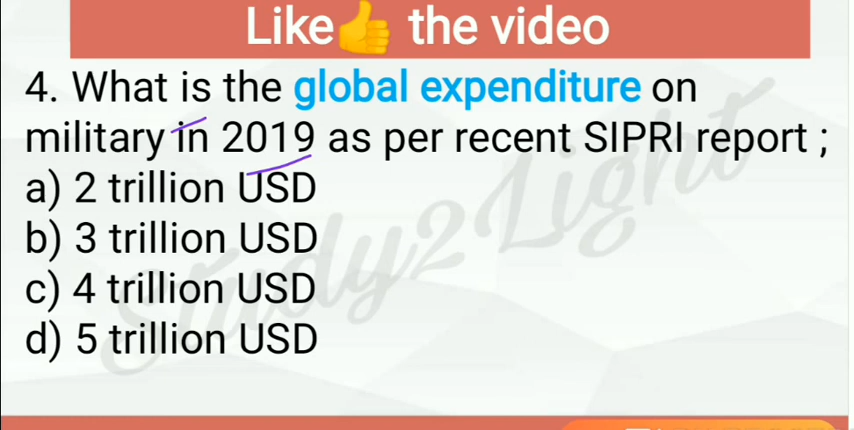 Like👍 the video
4. What is the global expenditure on
military in 2019 as per recent SIPRI report ;
a) 2 trillion USD
b) 3 trillion USD
c) 4 trillion USD
d) 5 trillion USD
Study2Light